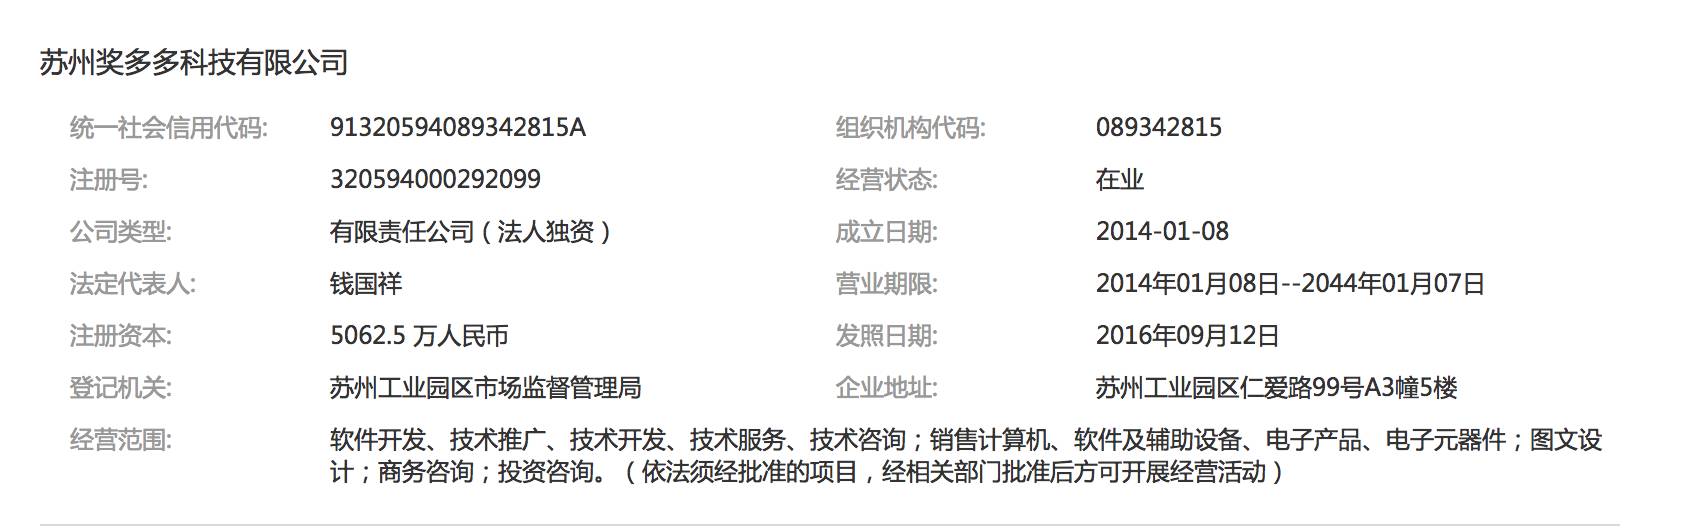 苏州奖多多科技有限公司
统一社会信用代码: 91320594089342815A 组织机构代码: 089342815
注册号: 320594000292099 经营状态: 在业
公司类型: 有限责任公司（法人独资） 成立日期: 2014-01-08
法定代表人: 钱国祥 营业期限: 2014年01月08日--2044年01月07日
注册资本: 5062.5 万人民币 发照日期: 2016年09月12日
登记机关: 苏州工业园区市场监督管理局 企业地址: 苏州工业园区仁爱路99号A3幢5楼
经营范围: 软件开发、技术推广、技术开发、技术服务、技术咨询；销售计算机、软件及辅助设备、电子产品、电子元器件；图文设
计；商务咨询；投资咨询。（依法须经批准的项目，经相关部门批准后方可开展经营活动）